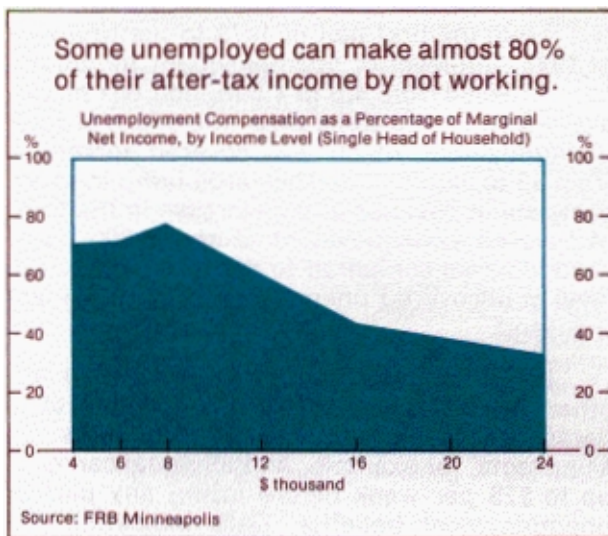 Some unemployed can make almost 80%
of their after-tax income by not working.
Unemployment Compensation as a Percentage of Marginal
Net Income, by Income Level (Single Head of Household)
% %
100 100
80 80
60 60
40 40
20 20
0 0
4 6 8 12 16 20 24
$ thousand
Source: FRB Minneapolis